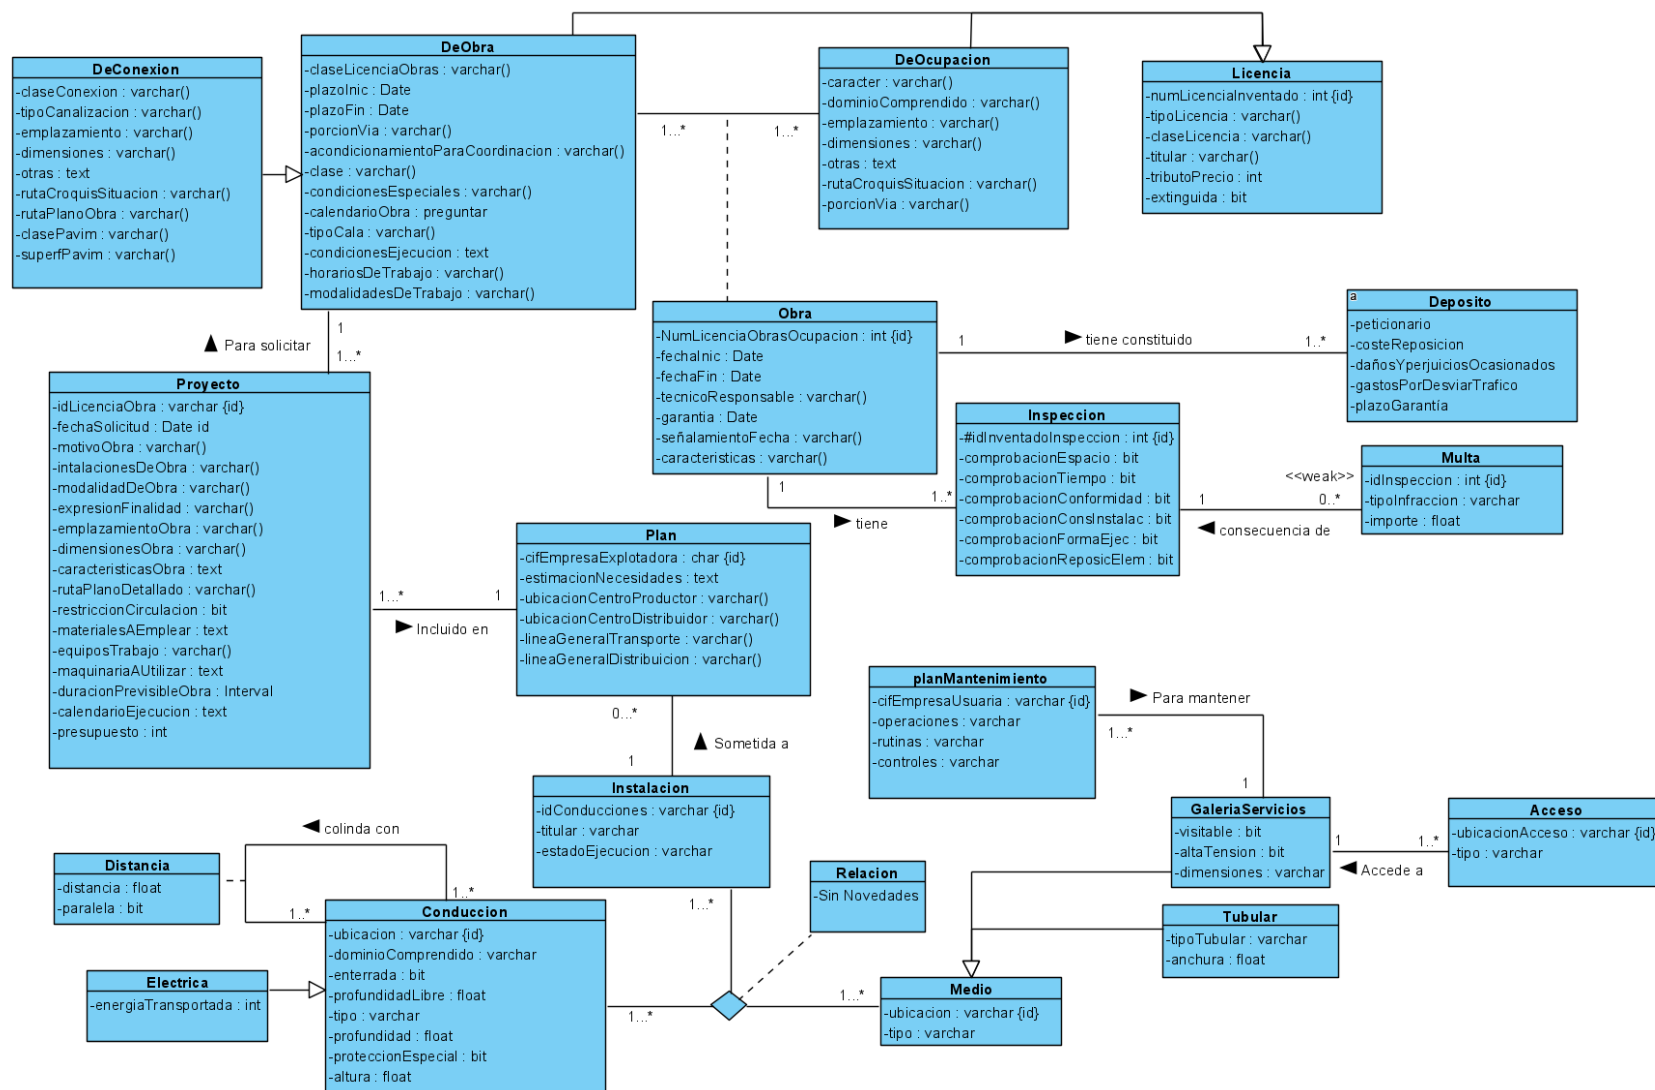 DeConexion
-claseConexion : varchar()
-tipoCanalizacion : varchar()
-emplazamiento : varchar()
-dimensiones : varchar()
-otras : text
-rutaCroquisSituacion : varchar()
-rutaPlanoObra : varchar()
-clasePavim : varchar()
-superfPavim : varchar()
DeObra
-claseLicenciaObras : varchar()
-plazoInic : Date
-plazoFin : Date
-porcionVia : varchar()
-acondicionamientoParaCoordinacion : varchar()
-clase : varchar()
-condicionesEspeciales : varchar()
-calendarioObra : preguntar
-tipoCala : varchar()
-condicionesEjecucion : text
-horariosDeTrabajo : varchar()
-modalidadesDeTrabajo : varchar()
1...*
1...*
DeOcupacion
-caracter : varchar()
-dominioComprendido : varchar()
-emplazamiento : varchar()
-dimensiones : varchar()
-otras : text
-rutaCroquisSituacion : varchar()
-porcionVia : varchar()
Licencia
-numLicenciaInventado : int {id}
-tipoLicencia : varchar()
-claseLicencia : varchar()
-titular : varchar()
-tributoPrecio : int
-extinguida : bit
1
Para solicitar
1...*
Proyecto
-idLicenciaObra : varchar {id}
-fechaSolicitud : Date id
-motivoObra : varchar()
-intalacionesDeObra : varchar()
-modalidadDeObra : varchar()
-expresionFinalidad : varchar()
-emplazamientoObra : varchar()
-dimensionesObra : varchar()
-caracteristicasObra : text
-rutaPlanoDetallado : varchar()
-restriccionCirculacion : bit
-materialesAEmplear : text
-equiposTrabajo : varchar()
-maquinariaAUtilizar : text
-duracionPrevisibleObra : Interval
-calendarioEjecucion : text
-presupuesto : int
Obra
-NumLicenciaObrasOcupacion : int {id}
-fechaInic : Date
-fechaFin : Date
-tecnicoResponsable : varchar()
-garantia : Date
-señalamientoFecha : varchar()
-caracteristicas : varchar()
1
tiene constituido
1..*
a
Deposito
-peticionario
-costeReposicion
-dañosYperjuiciosOcasionados
-gastosPorDesviarTrafico
-plazoGarantía
1
tiene
1..*
Inspeccion
-#idInventadoInspeccion : int {id}
-comprobacionEspacio : bit
-comprobacionTiempo : bit
-comprobacionConformidad : bit
-comprobacionConsInstalac : bit
-comprobacionFormaEjec : bit
-comprobacionReposicElem : bit
<<weak>>
1
0..*
consecuencia de
Multa
-idInspeccion : int {id}
-tipoInfraccion : varchar
-importe : float
1...*
1
Incluido en
Plan
-cifEmpresaExplotadora : char {id}
-estimacionNecesidades : text
-ubicacionCentroProductor : varchar()
-ubicacionCentroDistribuidor : varchar()
-lineaGeneralTransporte : varchar()
-lineaGeneralDistribuicion : varchar()
0...*
Sometida a
1
Instalacion
-idConducciones : varchar {id}
-titular : varchar
-estadoEjecucion : varchar
1...*
planMantenimiento
-cifEmpresaUsuaria : varchar {id}
-operaciones : varchar
-rutinas : varchar
-controles : varchar
Para mantener
1...*
1
GaleriaServicios
-visitable : bit
-altaTension : bit
-dimensiones : varchar
1
1..*
Accede a
Acceso
-ubicacionAcceso : varchar {id}
-tipo : varchar
colinda con
Distáncia
-distancia : float
-paralela : bit
1..*
1..*
Conduccion
-ubicacion : varchar {id}
-dominioComprendido : varchar
-enterrada : bit
-profundidadLibre : float
-tipo : varchar
-profundidad : float
-proteccionEspecial : bit
-altura : float
Electrica
-energiaTransportada : int
Relacion
-Sin Novedades
1...*
1...*
Tubular
-tipoTubular : varchar
-anchura : float
Medio
-ubicacion : varchar {id}
-tipo : varchar